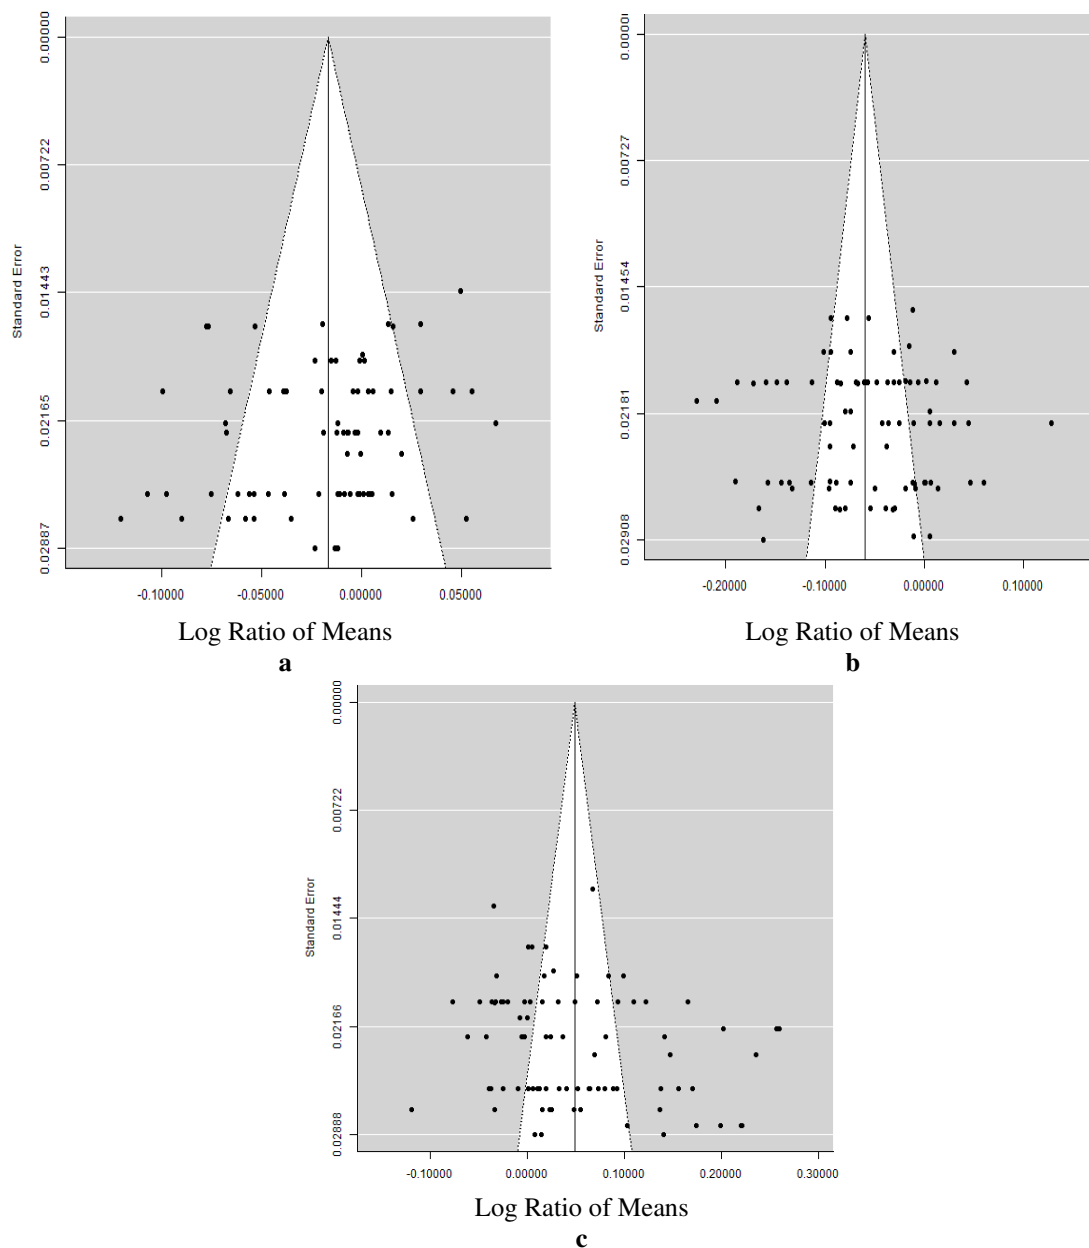 0.00000
0.00722
0.01443
0.02165
0.02887
Standard Error
-0.10000 -0.05000 0.00000 0.05000
Log Ratio of Means
a
0.0000
0.00727
0.01454
0.02181
0.02908
Standard Error
-0.20000 -0.10000 0.00000 0.10000
Log Ratio of Means
b
0.00000
0.00722
0.01444
0.02166
0.02888
Standard Error
-0.10000 0.00000 0.10000 0.20000 0.30000
Log Ratio of Means
c